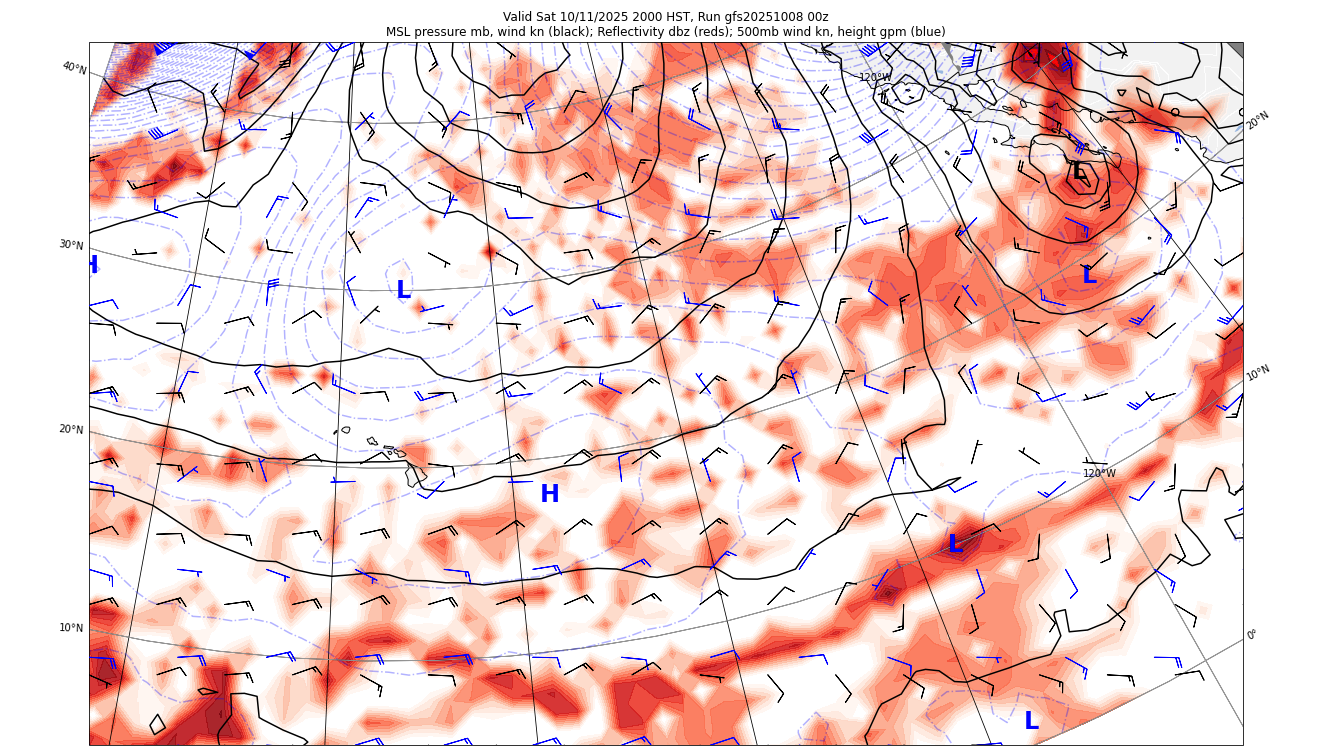 Valid Sat 10/11/2025 2000 HST, Run gfs20251008 00z
MSL pressure mb, wind kn (black); Reflectivity dbz (reds); 500mb wind kn, height gpm (blue)
40°N
120°W
20°N
L
30°N
H
L
L
10°N
20°N
120°W
H
L
10°N
0°
L